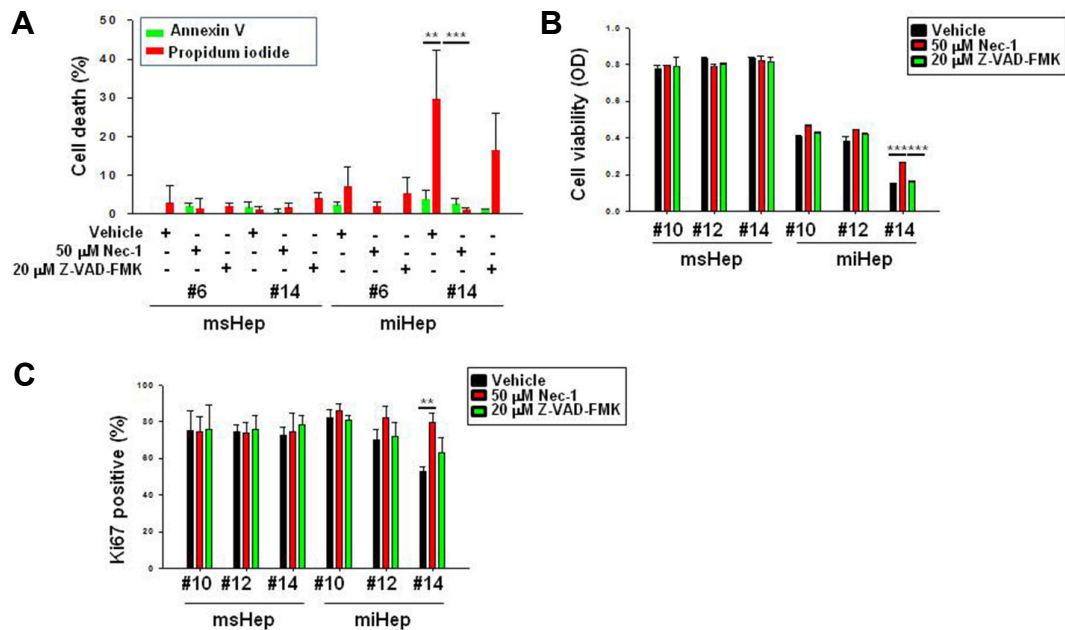 A
Annexin V
Propidum iodide
Cell death (%)
50
40
30
20
10
0
** ***
Vehicle + - - + - - + - - + - -
50 µM Nec-1 - + - - + - - + - - + -
20 µM Z-VAD-FMK - - + - - + - - + - - +
#6 #14 #6 #14
msHep miHep
B
Vehicle
50 µM Nec-1
20 µM Z-VAD-FMK
Cell viability (OD)
1.0
0.8
0.6
0.4
0.2
0.0
*** ***
#10 #12 #14 #10 #12 #14
msHep miHep
C
Vehicle
50 µM Nec-1
20 µM Z-VAD-FMK
Ki67 positive (%)
100
80
60
40
20
0
**
#10 #12 #14 #10 #12 #14
msHep miHep